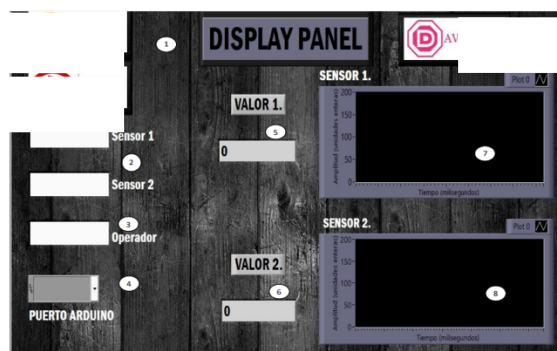 1
DISPLAY PANEL
D
AV
SENSOR 1.
Plot 0
VALOR 1.
5
0
200
150
100
50
0
Amplitud (unidades enteras)
7
Tiempo (milisegundos)
Sensor 1
2
Sensor 2
3
Operador
4
PUERTO ARDUINO
SENSOR 2.
Plot 0
VALOR 2.
6
0
200
150
100
50
0
Amplitud (unidades enteras)
8
Tiempo (milisegundos)